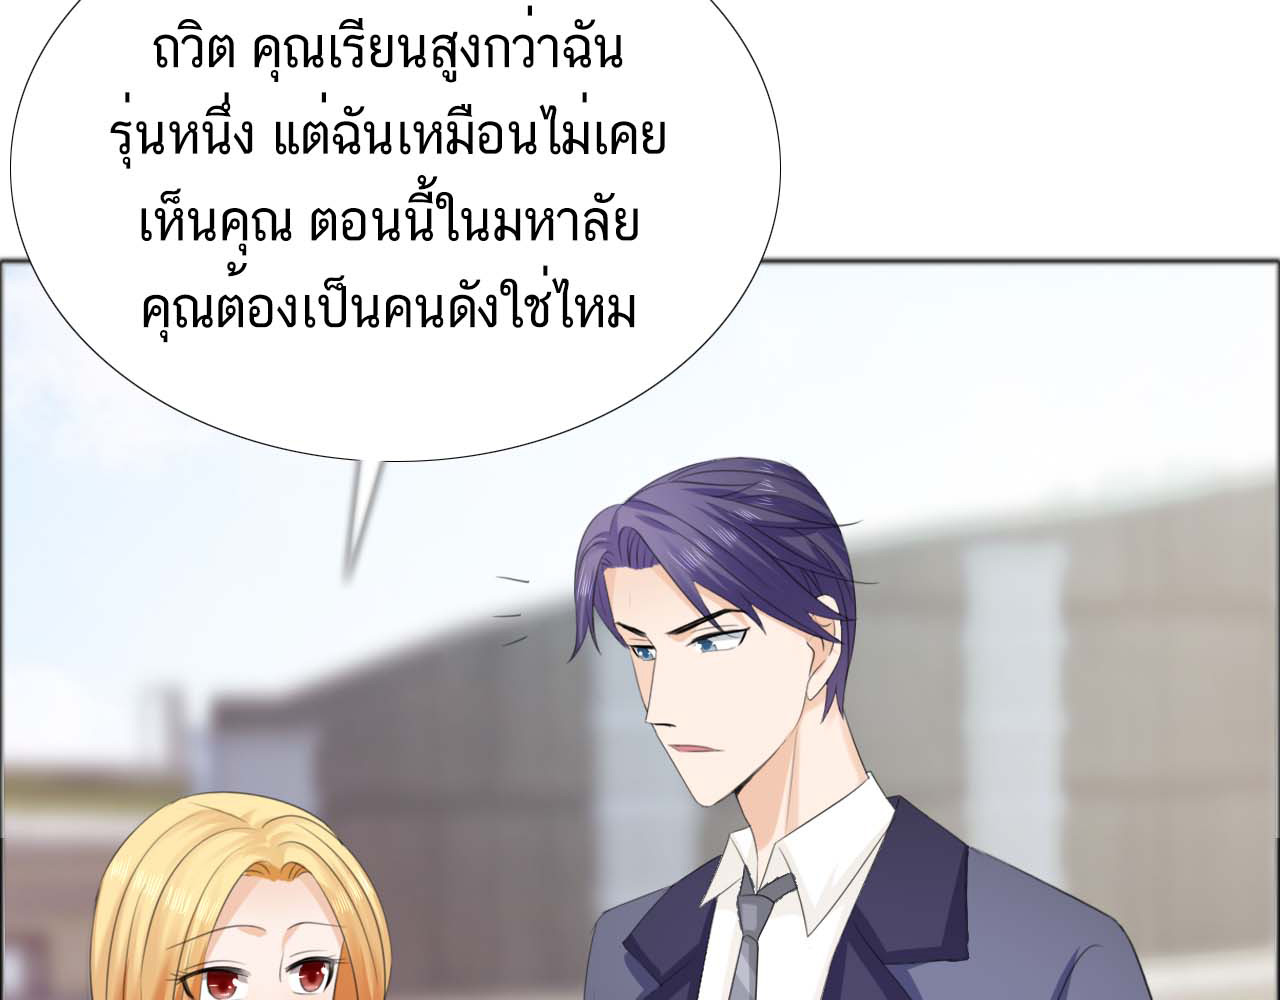 ถวิต คุณเรียนสูงกว่าฉัน
รุ่นหนึ่ง แต่ฉันเหมือนไม่เคย
เห็นคุณ ตอนนี้ในมหาลัย
คุณต้องเป็นคนดังใช่ไหม